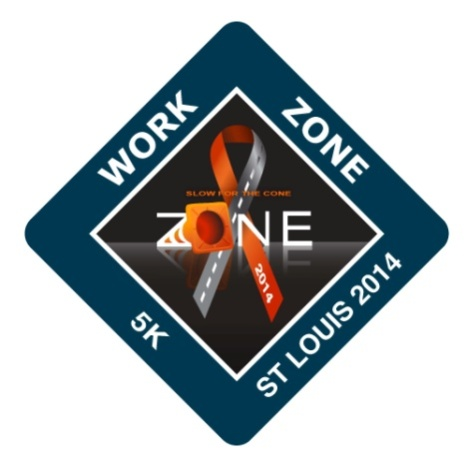 WORK
ZONE
SLOW FOR THE CONE
ZONE
2014
5K
ST LOUIS 2014